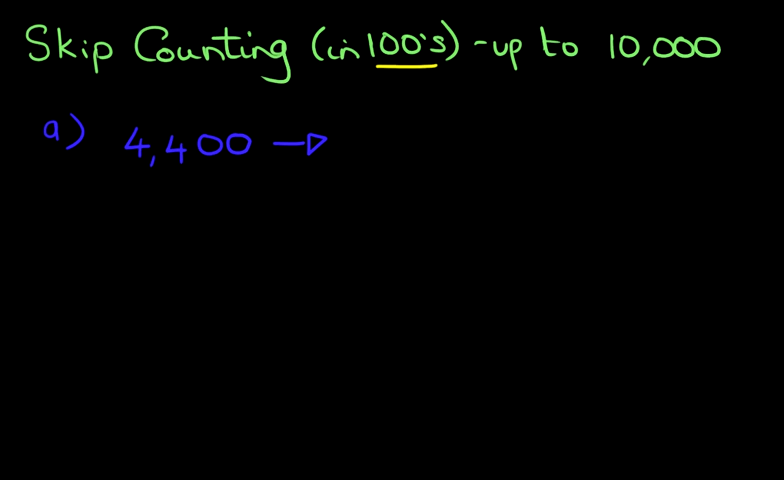 Skip Counting (in 100's) - up to 10,000
a) 4,400 →